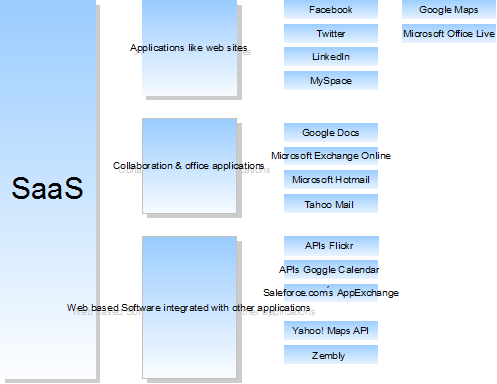 SaaS
Applications like web sites
Facebook
Twitter
LinkedIn
MySpace
Google Maps
Microsoft Office Live
Collaboration & office applications
Google Docs
Microsoft Exchange Online
Microsoft Hotmail
Tahoo Mail
Web based Software integrated with other applications
APIs Flickr
APIs Goggle Calendar
Saleforce.com´s AppExchange
Yahoo! Maps API
Zembly